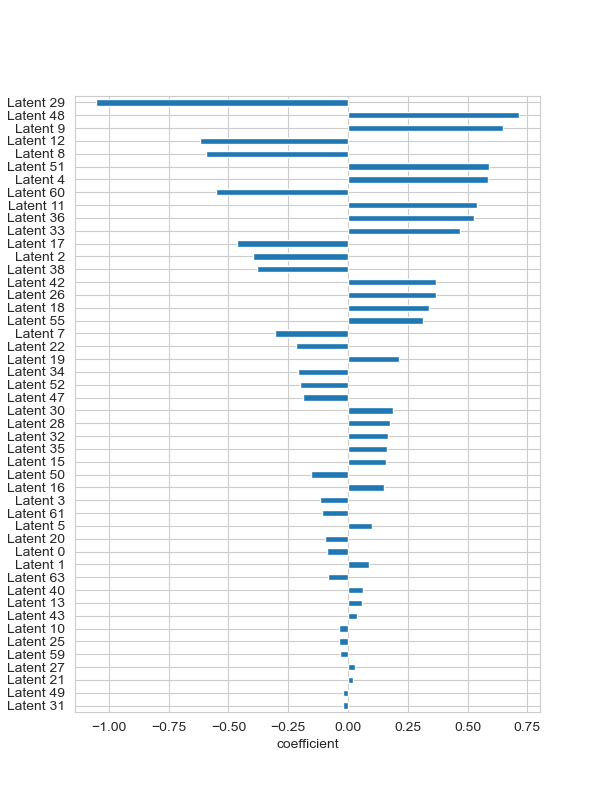 Latent 29
Latent 48
Latent 9
Latent 12
Latent 8
Latent 51
Latent 4
Latent 60
Latent 11
Latent 36
Latent 33
Latent 17
Latent 2
Latent 38
Latent 42
Latent 26
Latent 18
Latent 55
Latent 7
Latent 22
Latent 19
Latent 34
Latent 52
Latent 47
Latent 30
Latent 28
Latent 32
Latent 35
Latent 15
Latent 50
Latent 16
Latent 3
Latent 61
Latent 5
Latent 20
Latent 0
Latent 1
Latent 63
Latent 40
Latent 13
Latent 43
Latent 10
Latent 25
Latent 59
Latent 27
Latent 21
Latent 49
Latent 31
−1.00 −0.75 −0.50 −0.25 0.00 0.25 0.50 0.75
coefficient